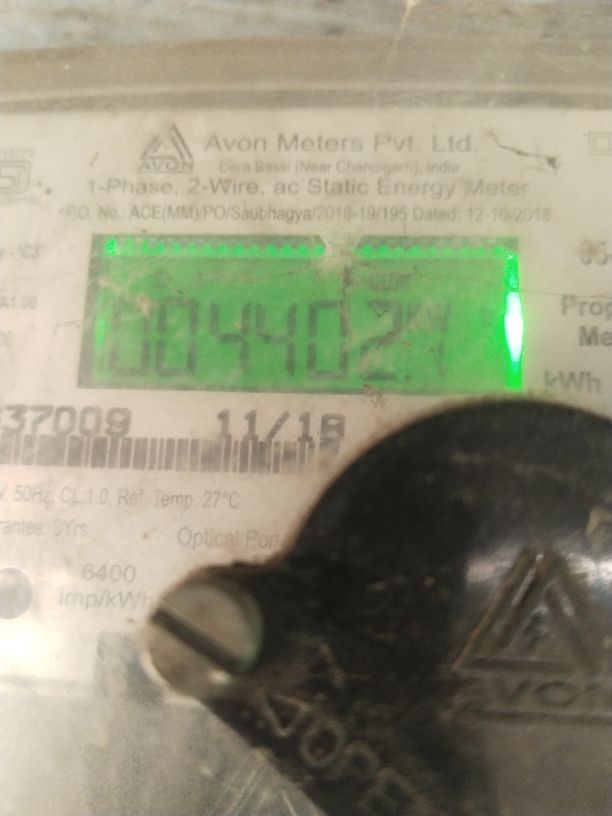 AVON
Avon Meters Pvt. Ltd.
Dera Bassi (Near Chandigarh), India
1-Phase, 2-Wire, ac Static Energy Meter
P.O. No.: ACE(MM)/PO/Saubhagya/2018-19/195 Dated: 12-10-2018
004402
kWh
37009 11/18
50Hz, CL:1.0, Ref. Temp. 27°C
3Yrs
Optical Port
6400
imp/kWh
AVON